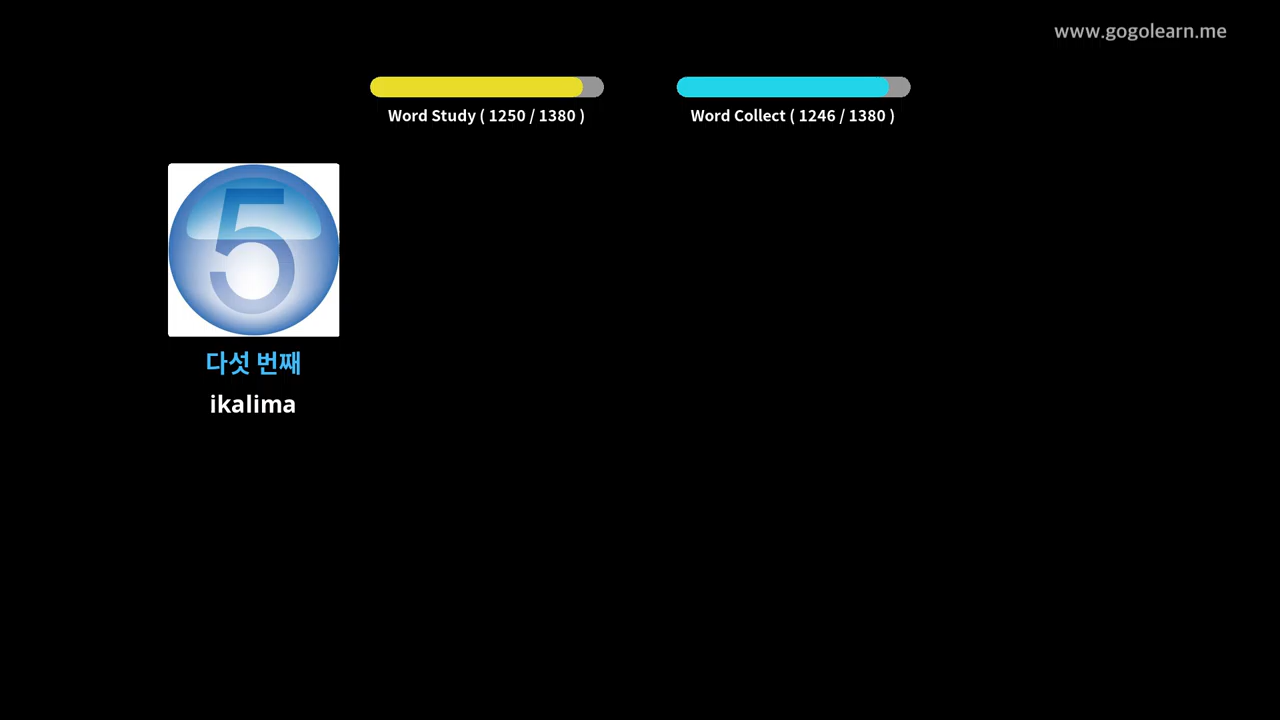 www.gogolearn.me
Word Study ( 1250 / 1380 )
Word Collect ( 1246 / 1380 )
5
다섯 번째
ikalima